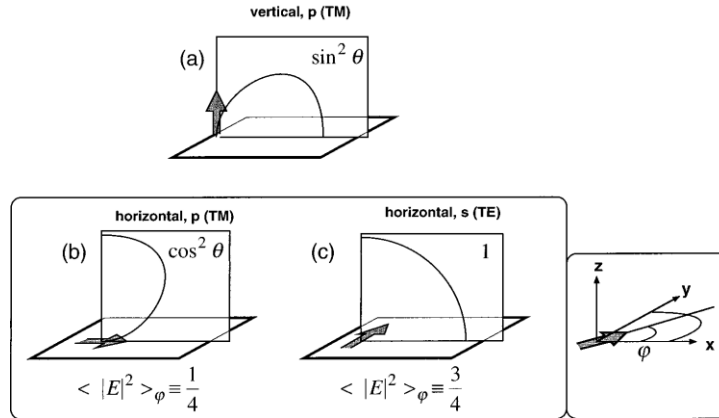 vertical, p (TM)
(a)
sin² θ
horizontal, p (TM)
horizontal, s (TE)
(b)
cos² θ
(c)
1
< |E|² >φ ≡ 1/4
< |E|² >φ ≡ 3/4
z
y
x
φ